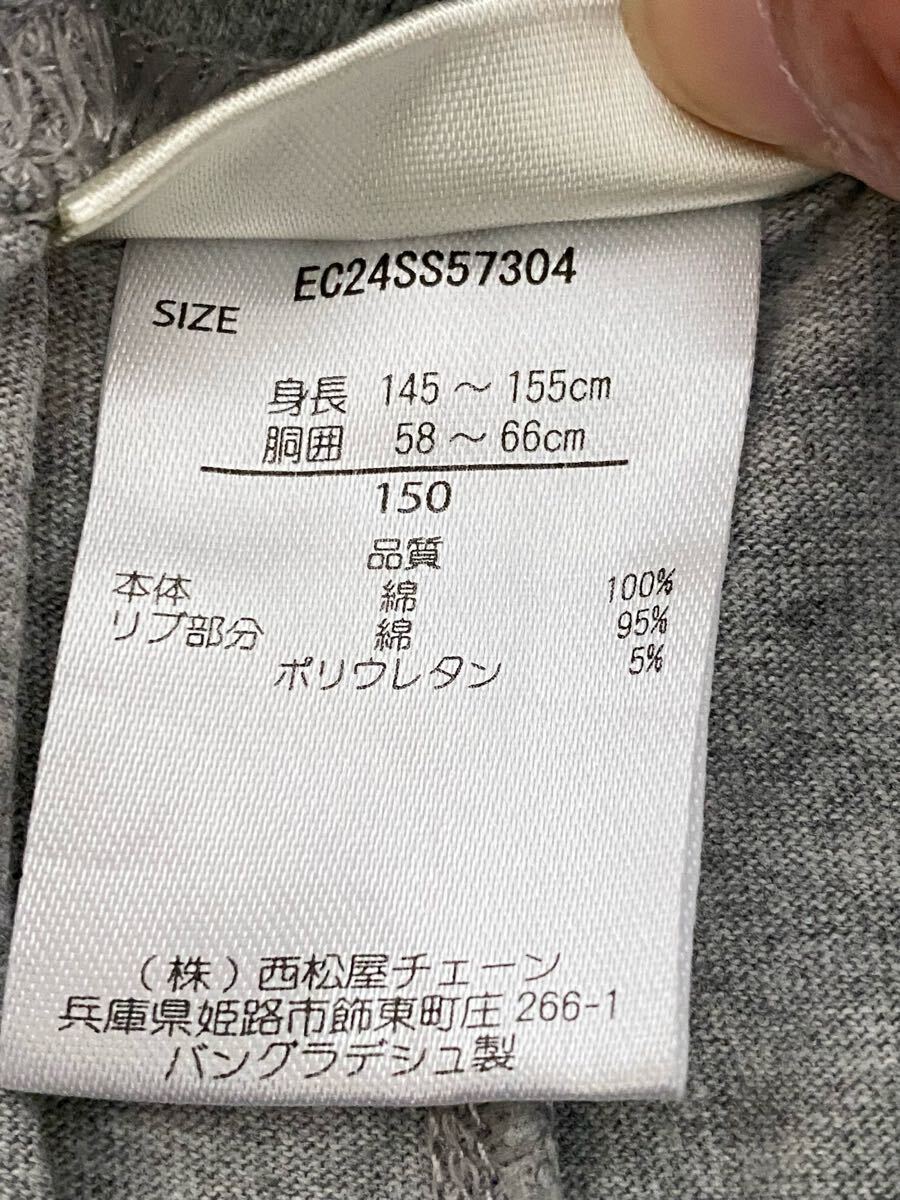 EC24SS57304
SIZE
身長 145～155cm
胴囲 58～66cm
150
品質
本体 綿 100%
リブ部分 綿 95%
ポリウレタン 5%
(株)西松屋チェーン
兵庫県姫路市飾東町庄 266-1
バングラデシュ製